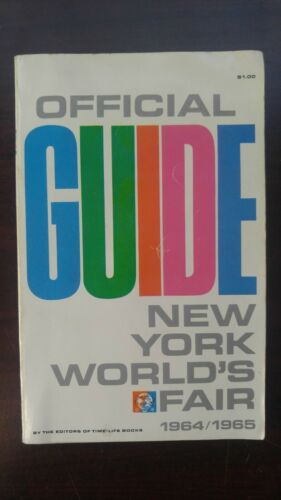 $1.00
OFFICIAL
GUIDE
NEW
YORK
WORLD'S
FAIR
1964/1965
BY THE EDITORS OF TIME-LIFE BOOKS